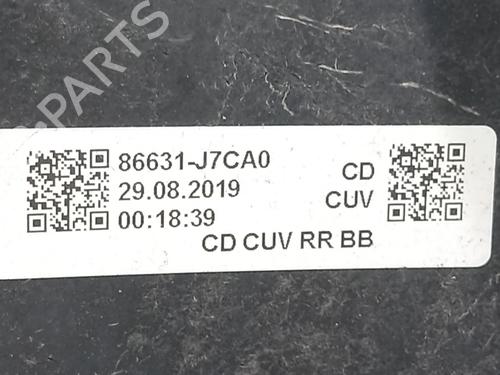 PARTS
86631-J7CA0
29.08.2019
00:18:39
CD
CUV
CD CUV RR BB